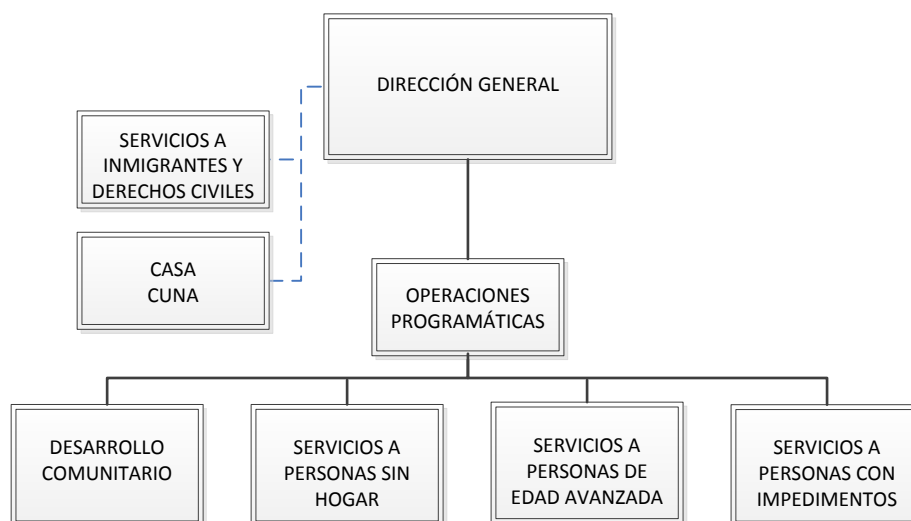 DIRECCIÓN GENERAL
SERVICIOS A
INMIGRANTES Y
DERECHOS CIVILES
CASA
CUNA
OPERACIONES
PROGRAMÁTICAS
DESARROLLO
COMUNITARIO
SERVICIOS A
PERSONAS SIN
HOGAR
SERVICIOS A
PERSONAS DE
EDAD AVANZADA
SERVICIOS A
PERSONAS CON
IMPEDIMENTOS